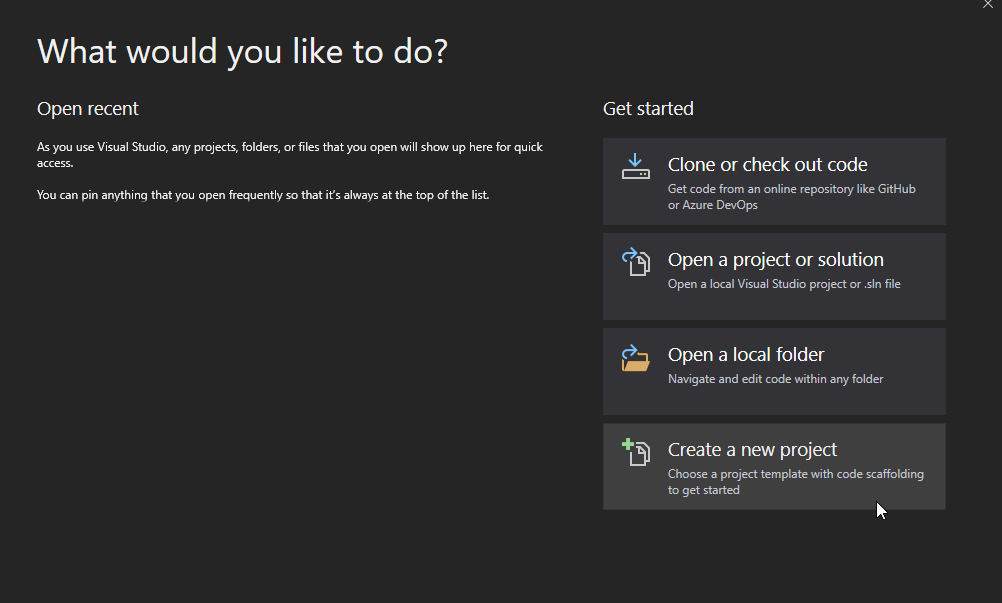 What would you like to do?
Open recent
As you use Visual Studio, any projects, folders, or files that you open will show up here for quick
access.
You can pin anything that you open frequently so that it's always at the top of the list.
Get started
Clone or check out code
Get code from an online repository like GitHub
or Azure DevOps
Open a project or solution
Open a local Visual Studio project or .sln file
Open a local folder
Navigate and edit code within any folder
Create a new project
Choose a project template with code scaffolding
to get started